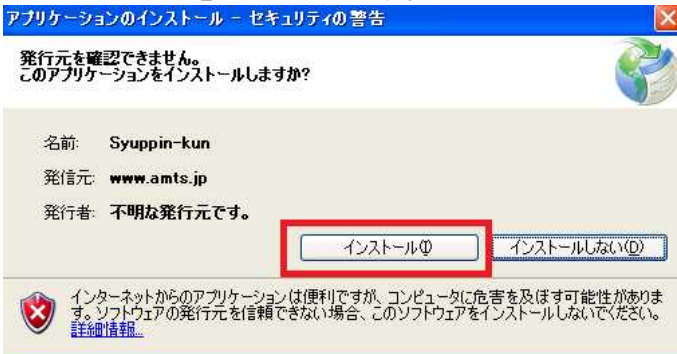 アプリケーションのインストール - セキュリティの警告
発行元を確認できません。
このアプリケーションをインストールしますか?
名前: Syuppin-kun
発信元: www.amts.jp
発行者: 不明な発行元です。
インストール(I) インストールしない(D)
インターネットからのアプリケーションは便利ですが、コンピュータに危害を及ぼす可能性がありま
す。ソフトウェアの発行元を信頼できない場合、このソフトウェアをインストールしないでください。
詳細情報...